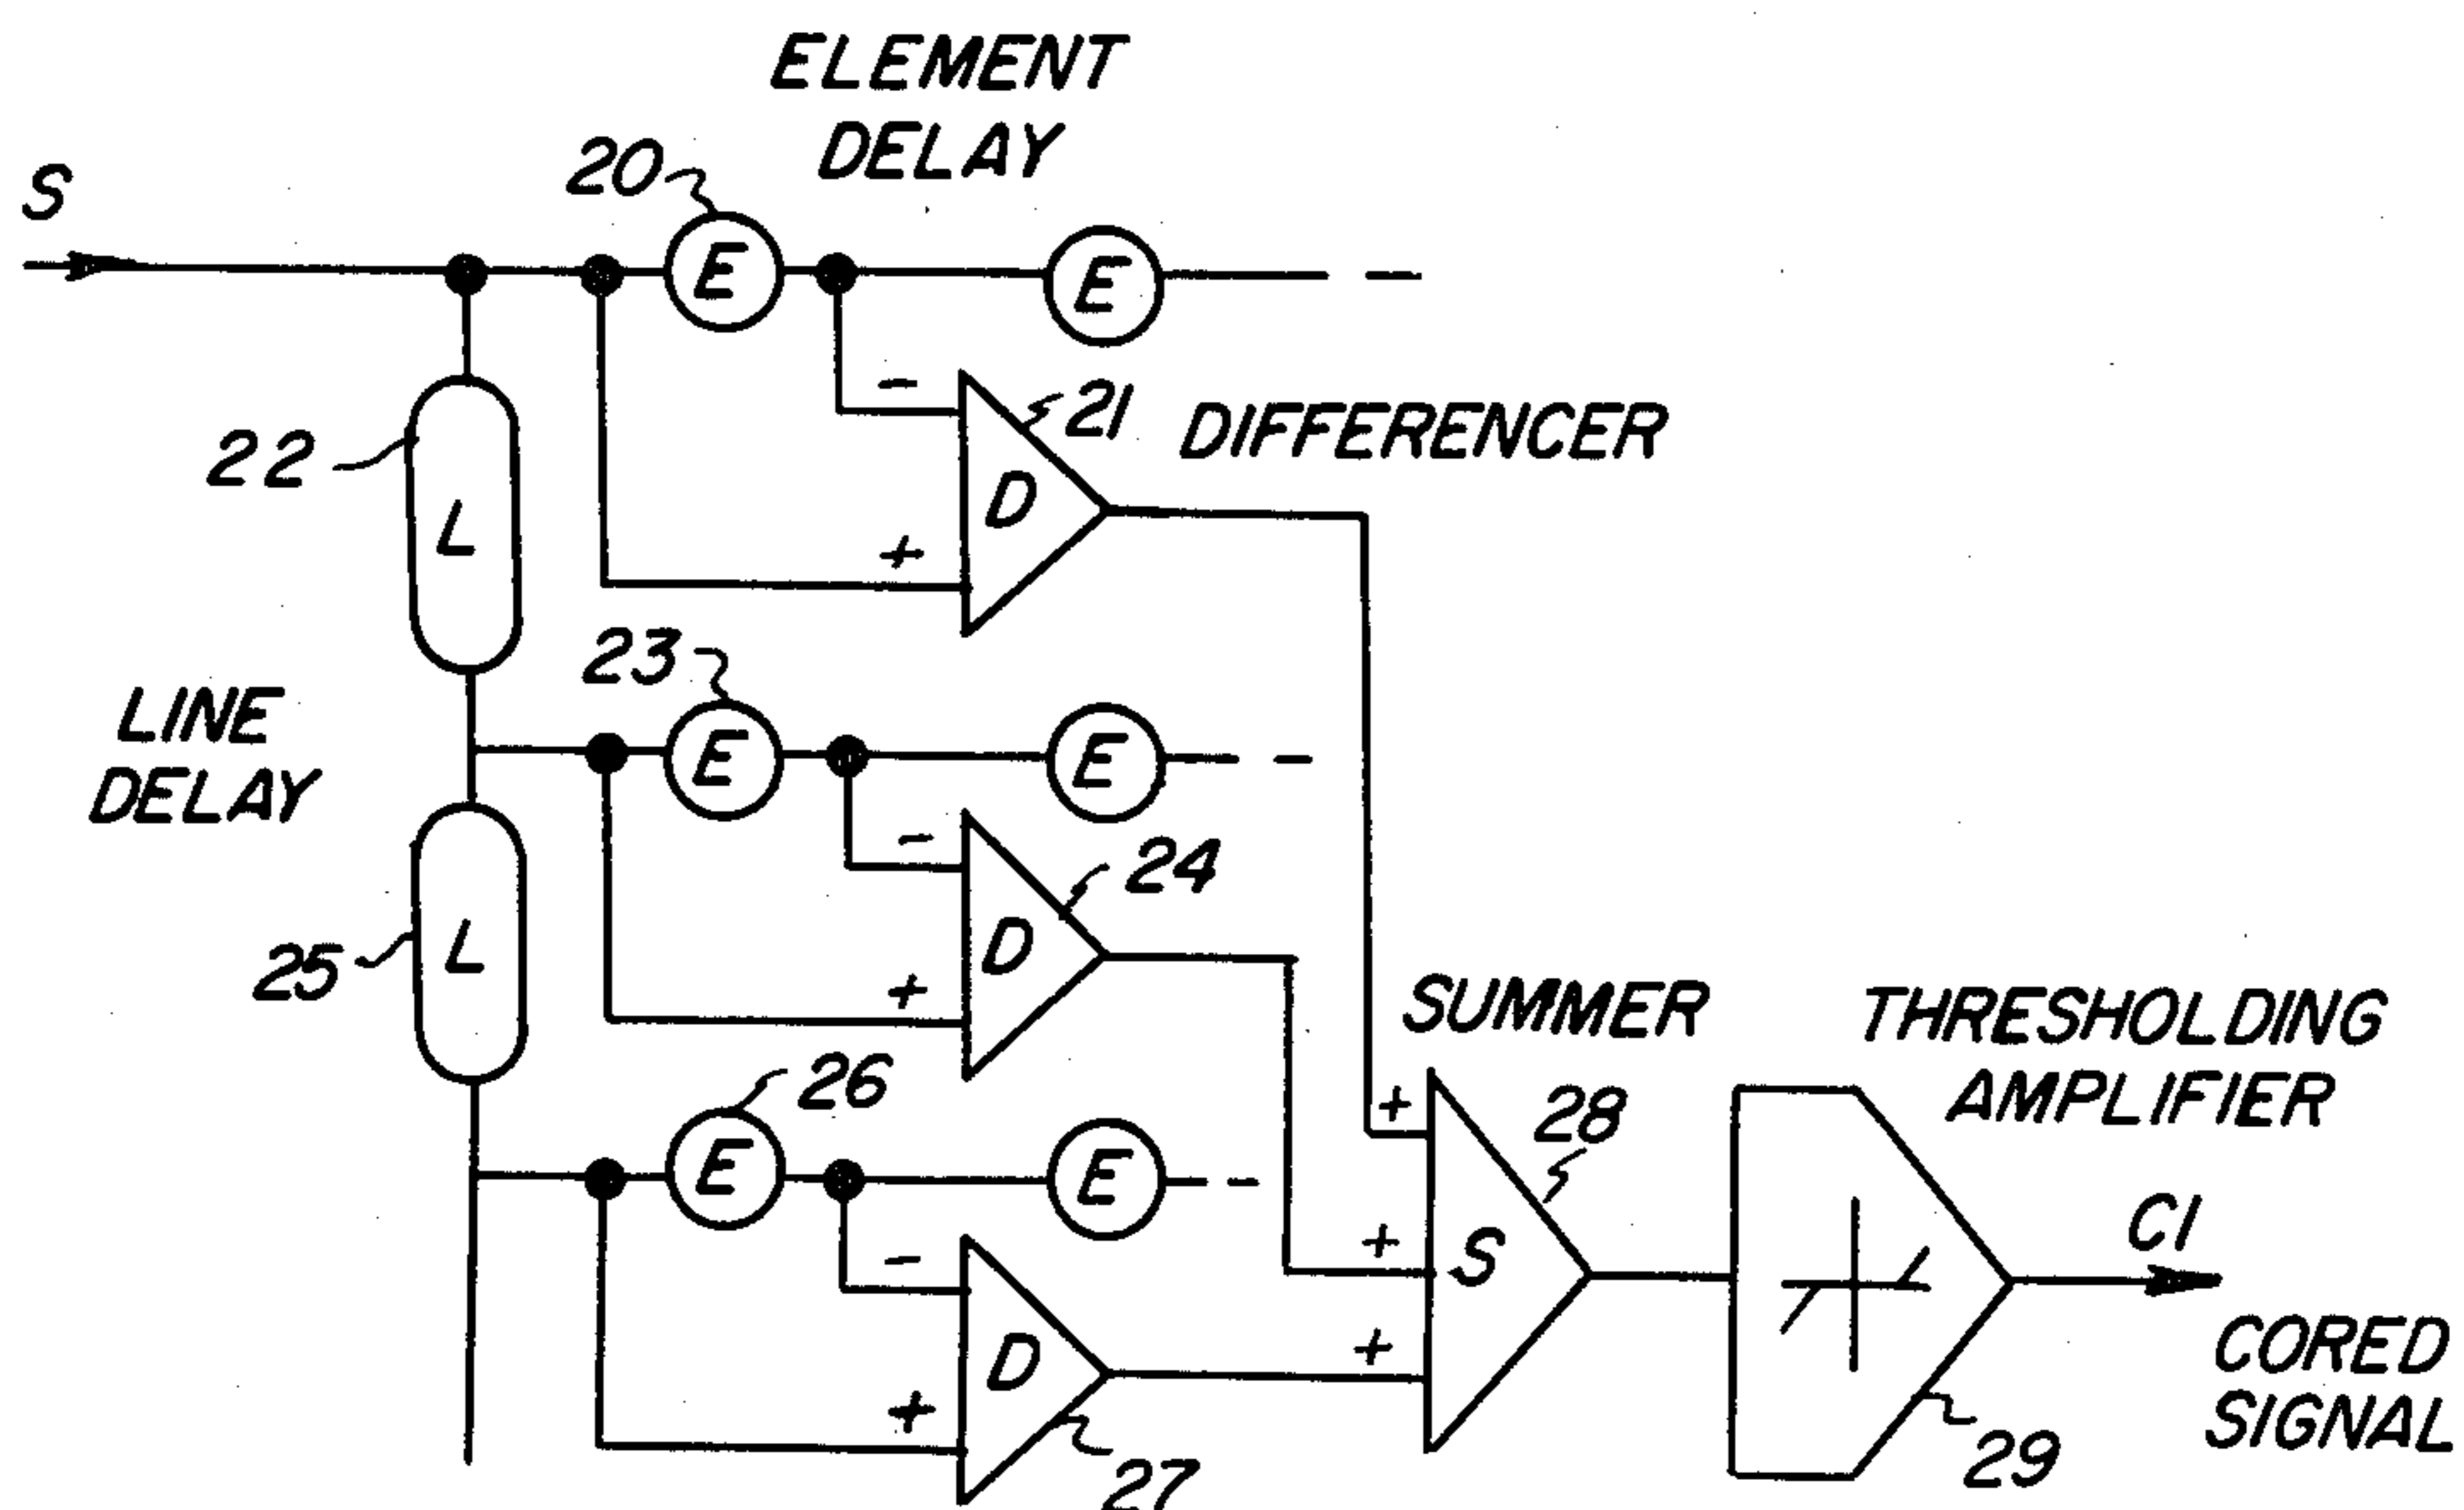 ELEMENT
DELAY
20
S
E
E
-
21
DIFFERENCER
22
D
L
+
23
LINE
DELAY
E
E
-
24
25
L
D
+
SUMMER
THRESHOLDING
AMPLIFIER
26
28
+
E
E
C1
-
+
S
CORED
SIGNAL
+
D
+
29
27